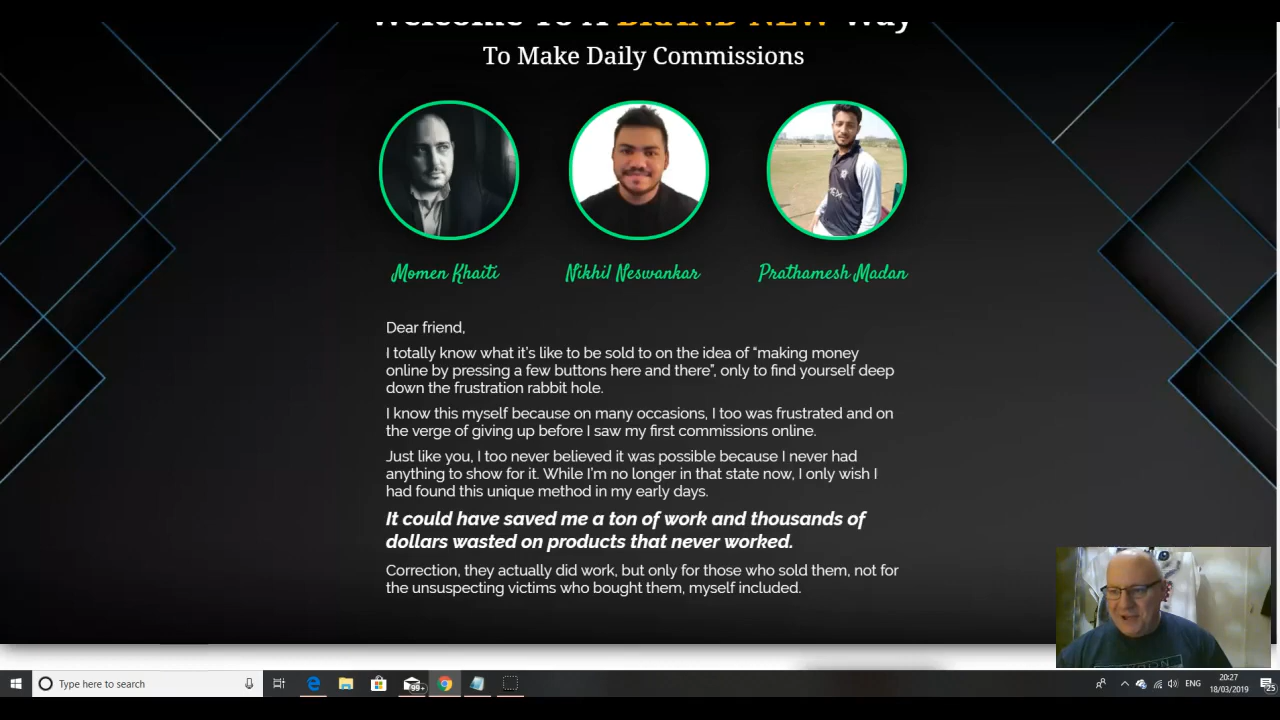 Welcome To A BRAND NEW Way
To Make Daily Commissions
Momen Khaiti
Nikhil Neswankar
Prathamesh Madan
Dear friend,
I totally know what it's like to be sold to on the idea of “making money
online by pressing a few buttons here and there”, only to find yourself deep
down the frustration rabbit hole.
I know this myself because on many occasions, I too was frustrated and on
the verge of giving up before I saw my first commissions online.
Just like you, I too never believed it was possible because I never had
anything to show for it. While I'm no longer in that state now, I only wish I
had found this unique method in my early days.
It could have saved me a ton of work and thousands of
dollars wasted on products that never worked.
Correction, they actually did work, but only for those who sold them, not for
the unsuspecting victims who bought them, myself included.
Type here to search
99+
ENG
20:27
18/03/2019
25